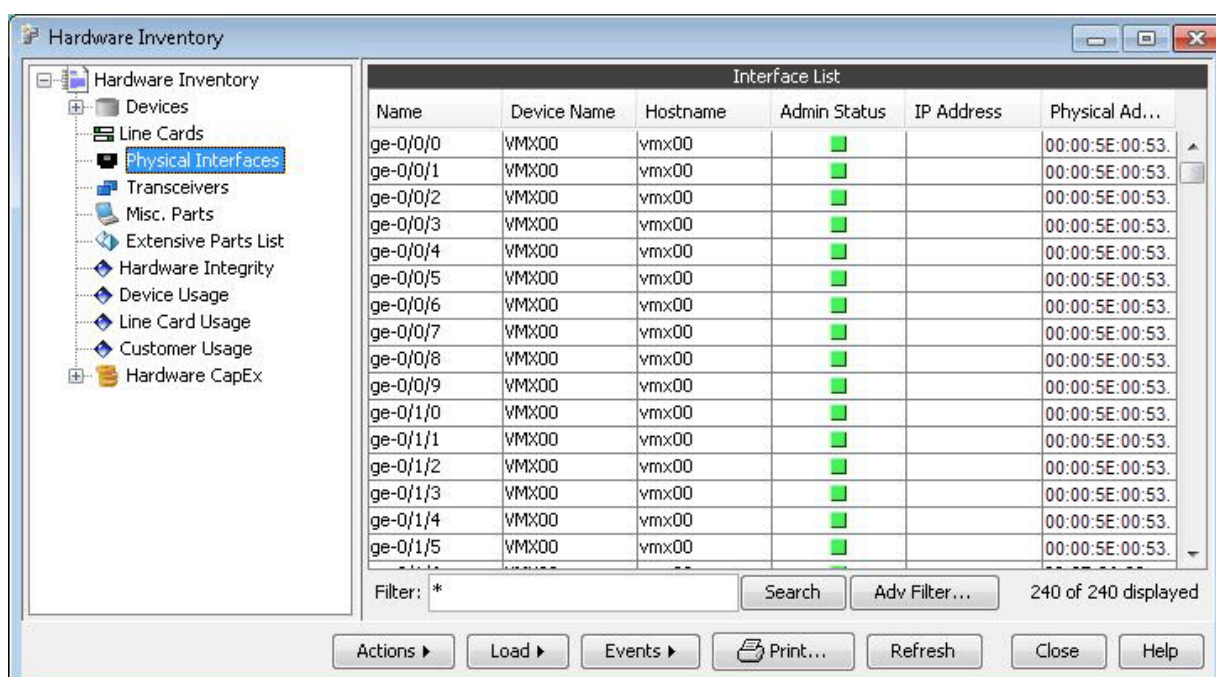 Hardware Inventory
Hardware Inventory
Devices
Line Cards
Physical Interfaces
Transceivers
Misc. Parts
Extensive Parts List
Hardware Integrity
Device Usage
Line Card Usage
Customer Usage
Hardware CapEx
Interface List
Name Device Name Hostname Admin Status IP Address Physical Ad...
ge-0/0/0 VMX00 vmx00 00:00:5E:00:53.
ge-0/0/1 VMX00 vmx00 00:00:5E:00:53.
ge-0/0/2 VMX00 vmx00 00:00:5E:00:53.
ge-0/0/3 VMX00 vmx00 00:00:5E:00:53.
ge-0/0/4 VMX00 vmx00 00:00:5E:00:53.
ge-0/0/5 VMX00 vmx00 00:00:5E:00:53.
ge-0/0/6 VMX00 vmx00 00:00:5E:00:53.
ge-0/0/7 VMX00 vmx00 00:00:5E:00:53.
ge-0/0/8 VMX00 vmx00 00:00:5E:00:53.
ge-0/0/9 VMX00 vmx00 00:00:5E:00:53.
ge-0/1/0 VMX00 vmx00 00:00:5E:00:53.
ge-0/1/1 VMX00 vmx00 00:00:5E:00:53.
ge-0/1/2 VMX00 vmx00 00:00:5E:00:53.
ge-0/1/3 VMX00 vmx00 00:00:5E:00:53.
ge-0/1/4 VMX00 vmx00 00:00:5E:00:53.
ge-0/1/5 VMX00 vmx00 00:00:5E:00:53.
Filter: * Search Adv Filter... 240 of 240 displayed
Actions Load Events Print... Refresh Close Help